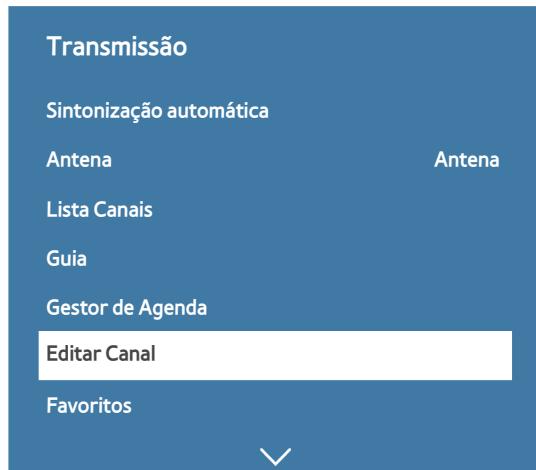 Transmissão
Sintonização automática
Antena Antena
Lista Canais
Guia
Gestor de Agenda
Editar Canal
Favoritos